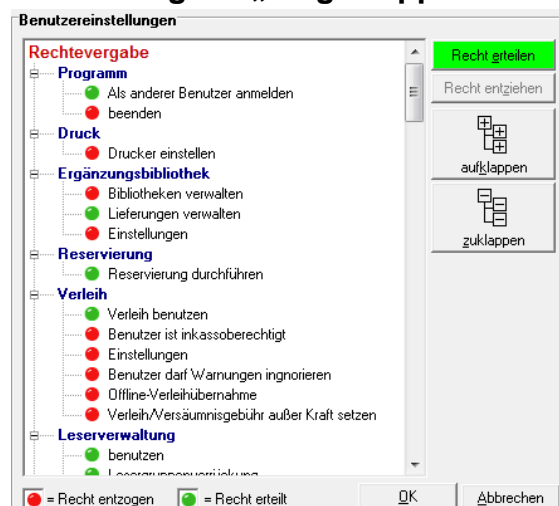 Benutzereinstellungen
Rechtevergabe
Programm
Als anderer Benutzer anmelden
beenden
Druck
Drucker einstellen
Ergänzungsbibliothek
Bibliotheken verwalten
Lieferungen verwalten
Einstellungen
Reservierung
Reservierung durchführen
Verleih
Verleih benutzen
Benutzer ist inkassoberechtigt
Einstellungen
Benutzer darf Warnungen ingnorieren
Offline-Verleihübernahme
Verleih/Versäumnisgebühr außer Kraft setzen
Leserverwaltung
benutzen
Recht erteilen
Recht entziehen
aufklappen
zuklappen
= Recht entzogen = Recht erteilt
OK
Abbrechen